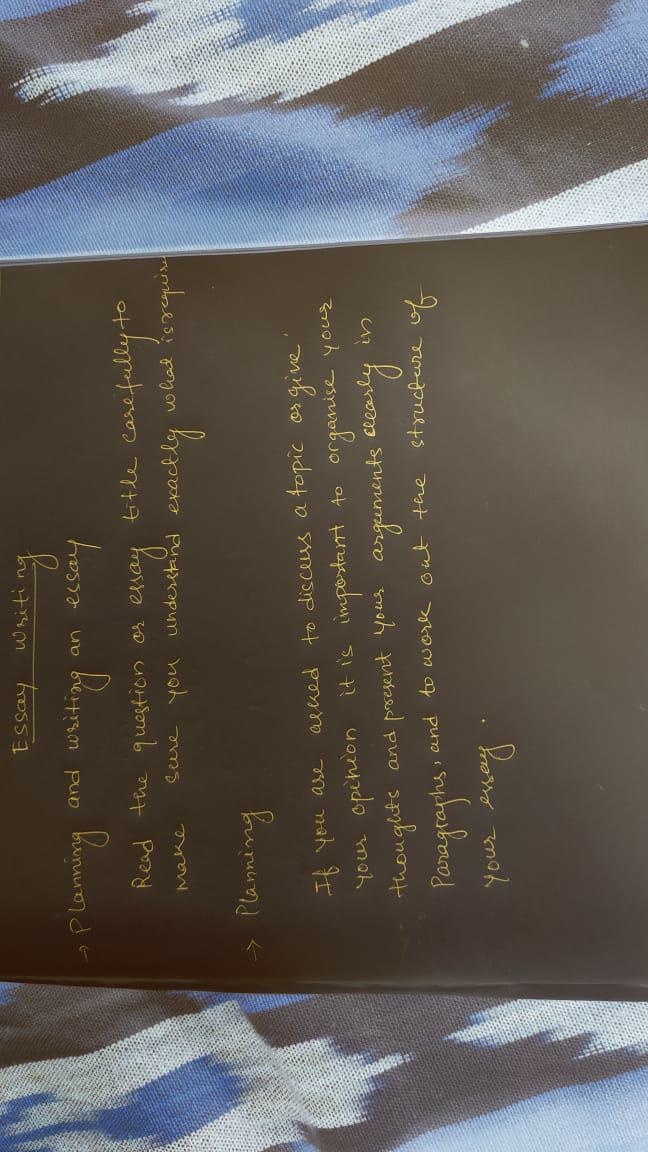 Essay Writing
→ Planning and writing an essay
Read the question or essay title carefully to
make sure you understand exactly what is require
→ Planning
If you are asked to discuss a topic or give
your opinion it is important to organise your
thoughts and present your arguments clearly in
Paragraphs, and to work out the structure of
your essay.